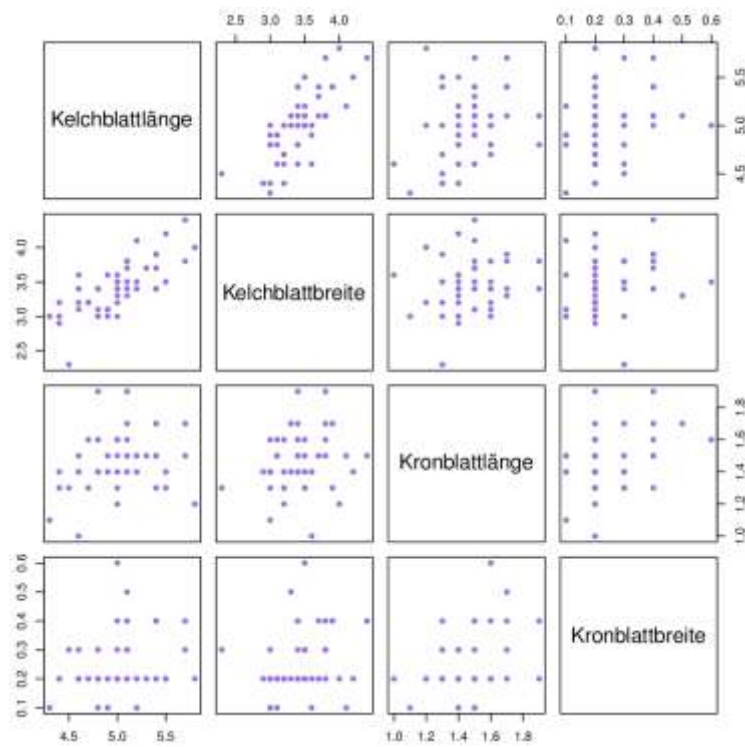 2.5 3.0 3.5 4.0 0.1 0.2 0.3 0.4 0.5 0.6
Kelchblattlänge
4.5 5.0 5.5
2.5 3.0 3.5 4.0
Kelchblattbreite
Kronblattlänge
1.0 1.2 1.4 1.6 1.8
0.1 0.2 0.3 0.4 0.5 0.6
Kronblattbreite
4.5 5.0 5.5 1.0 1.2 1.4 1.6 1.8